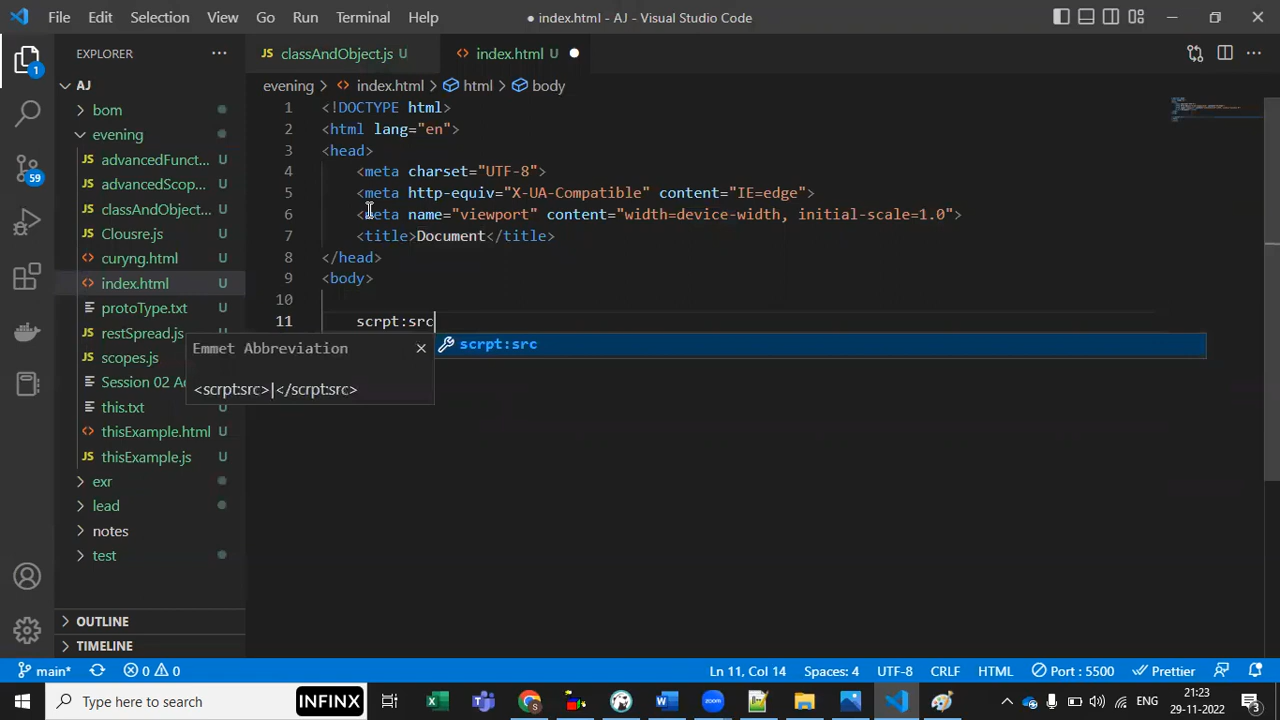 File Edit Selection View Go Run Terminal Help
● index.html - AJ - Visual Studio Code
EXPLORER ...
JS classAndObject.js U
<> index.html U ●
1
AJ
evening > <> index.html > html > body
bom
evening
JS advancedFunct... U
JS advancedScop... U
JS classAndObject... U
JS Clousre.js U
<> curyng.html U
<> index.html U
protoType.txt U
JS restSpread.js U
JS scopes.js U
Session 02 A
this.txt U
<> thisExample.html U
JS thisExample.js U
exr
lead
notes
test
OUTLINE
TIMELINE
59
1 <!DOCTYPE html>
2 <html lang="en">
3 <head>
4 <meta charset="UTF-8">
5 <meta http-equiv="X-UA-Compatible" content="IE=edge">
6 <meta name="viewport" content="width=device-width, initial-scale=1.0">
7 <title>Document</title>
8 </head>
9 <body>
10
11 scrpt:src
Emmet Abbreviation
<scrpt:src>|</scrpt:src>
scrpt:src
main* 0 0 Ln 11, Col 14 Spaces: 4 UTF-8 CRLF HTML Port : 5500 Prettier
Type here to search INFINX
zoom
ENG
21:23
29-11-2022
3